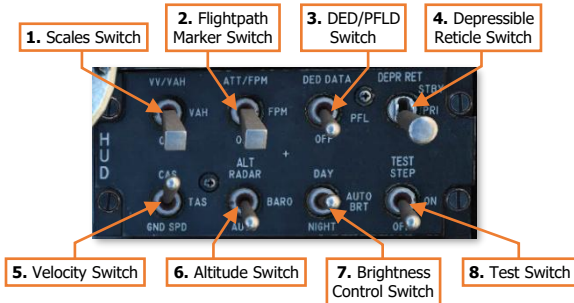 1. Scales Switch
2. Flightpath
Marker Switch
3. DED/PFLD
Switch
4. Depressible
Reticle Switch
VV/VAH
ATT/FPM
DED DATA
DEPR RET
STBY
VAH
FPM
PFL
PRI
OFF
HUD
CAS
ALT
RADAR
DAY
TEST
STEP
TAS
BARO
AUTO
BRT
ON
GND SPD
NIGHT
5. Velocity Switch
6. Altitude Switch
7. Brightness
Control Switch
8. Test Switch